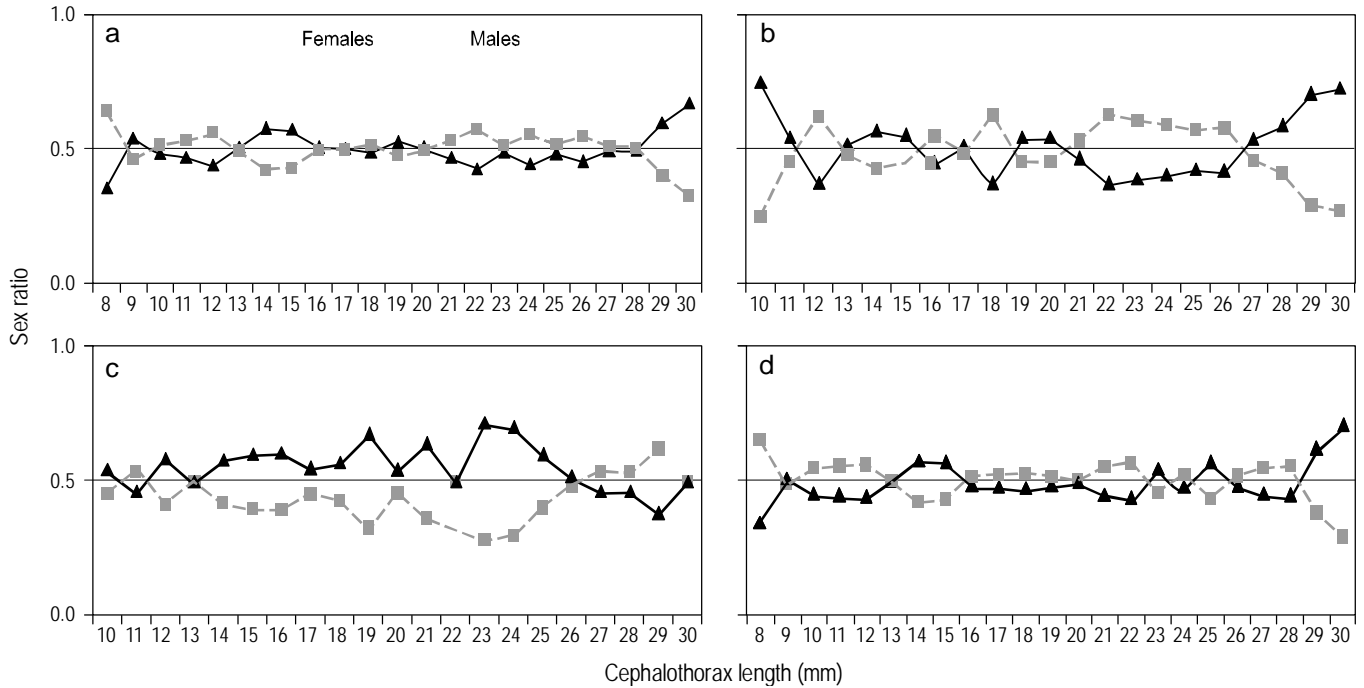 Sex ratio
1.0
0.5
0.0
a
Females Males
8 9 10 11 12 13 14 15 16 17 18 19 20 21 22 23 24 25 26 27 28 29 30
b
10 11 12 13 14 15 16 17 18 19 20 21 22 23 24 25 26 27 28 29 30
1.0
0.5
0.0
c
10 11 12 13 14 15 16 17 18 19 20 21 22 23 24 25 26 27 29 30
d
8 9 10 11 12 13 14 15 16 17 18 19 20 21 22 23 24 25 26 27 28 29 30
Cephalothorax length (mm)